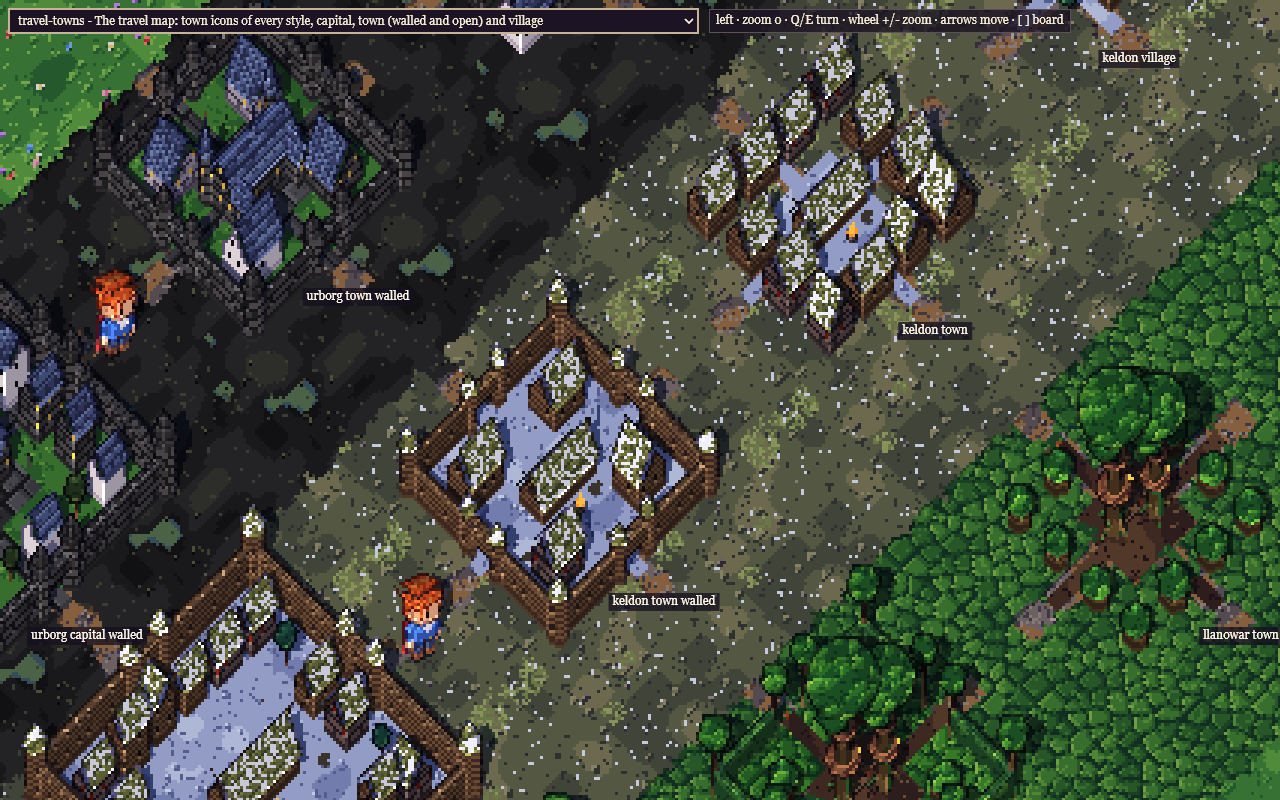 travel-towns - The travel map: town icons of every style, capital, town (walled and open) and village
left · zoom 0 · Q/E turn · wheel +/- zoom · arrows move · [ ] board
keldon village
urborg town walled
keldon town
keldon town walled
urborg capital walled
llanowar town